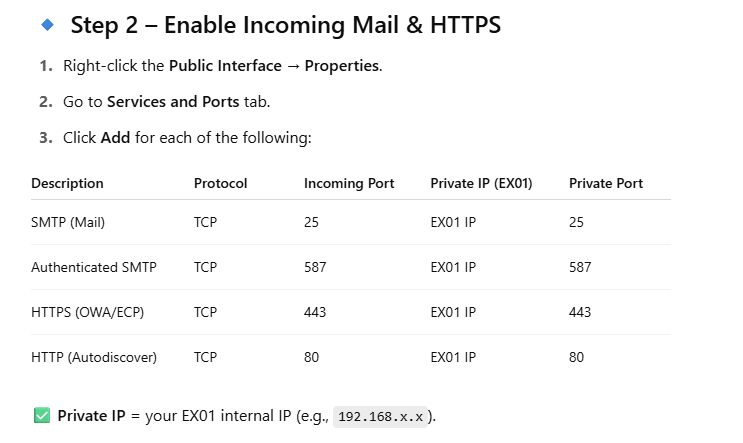 Step 2 – Enable Incoming Mail & HTTPS
1. Right-click the Public Interface → Properties.
2. Go to Services and Ports tab.
3. Click Add for each of the following:
Description Protocol Incoming Port Private IP (EX01) Private Port
SMTP (Mail) TCP 25 EX01 IP 25
Authenticated SMTP TCP 587 EX01 IP 587
HTTPS (OWA/ECP) TCP 443 EX01 IP 443
HTTP (Autodiscover) TCP 80 EX01 IP 80
Private IP = your EX01 internal IP (e.g., 192.168.x.x).